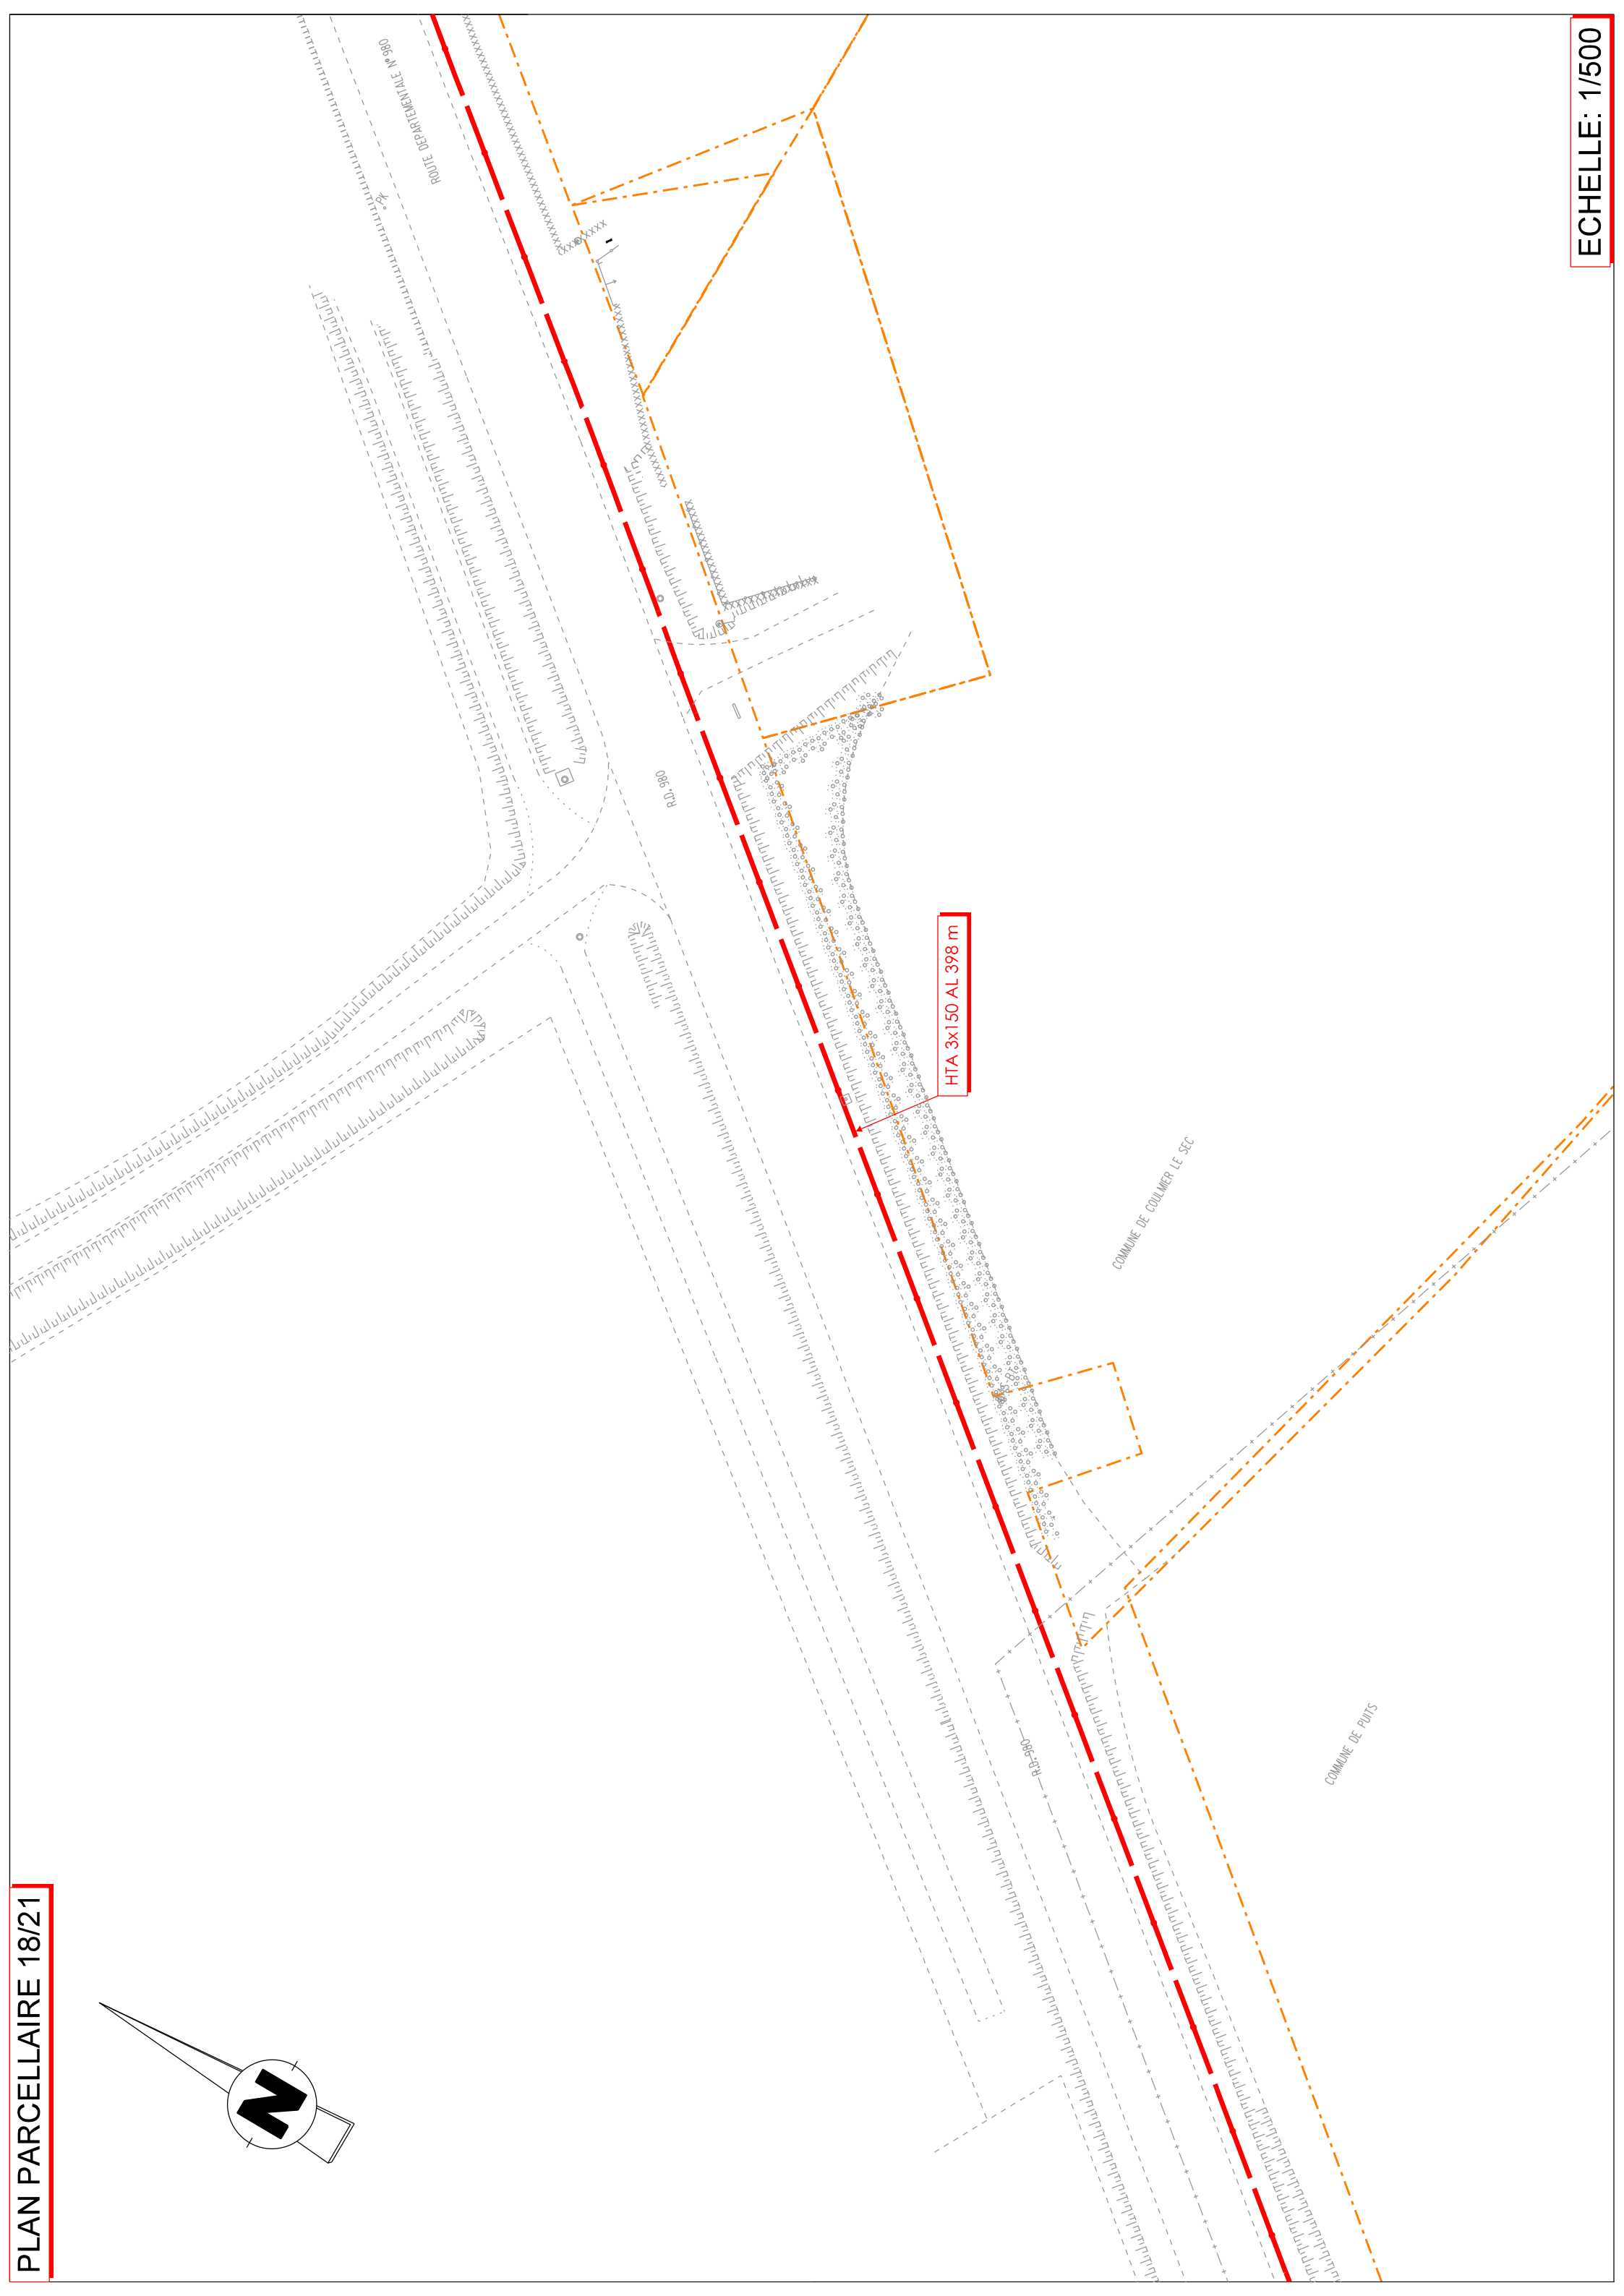 PLAN PARCELLAIRE 18/21
ECHELLE: 1/500
ROUTE DEPARTEMENTALE N°980
PK
R.D.980
HTA 3x150 AL 398 m
COMMUNE DE COULMIER LE SEC
R.D.980
COMMUNE DE PUITS
N